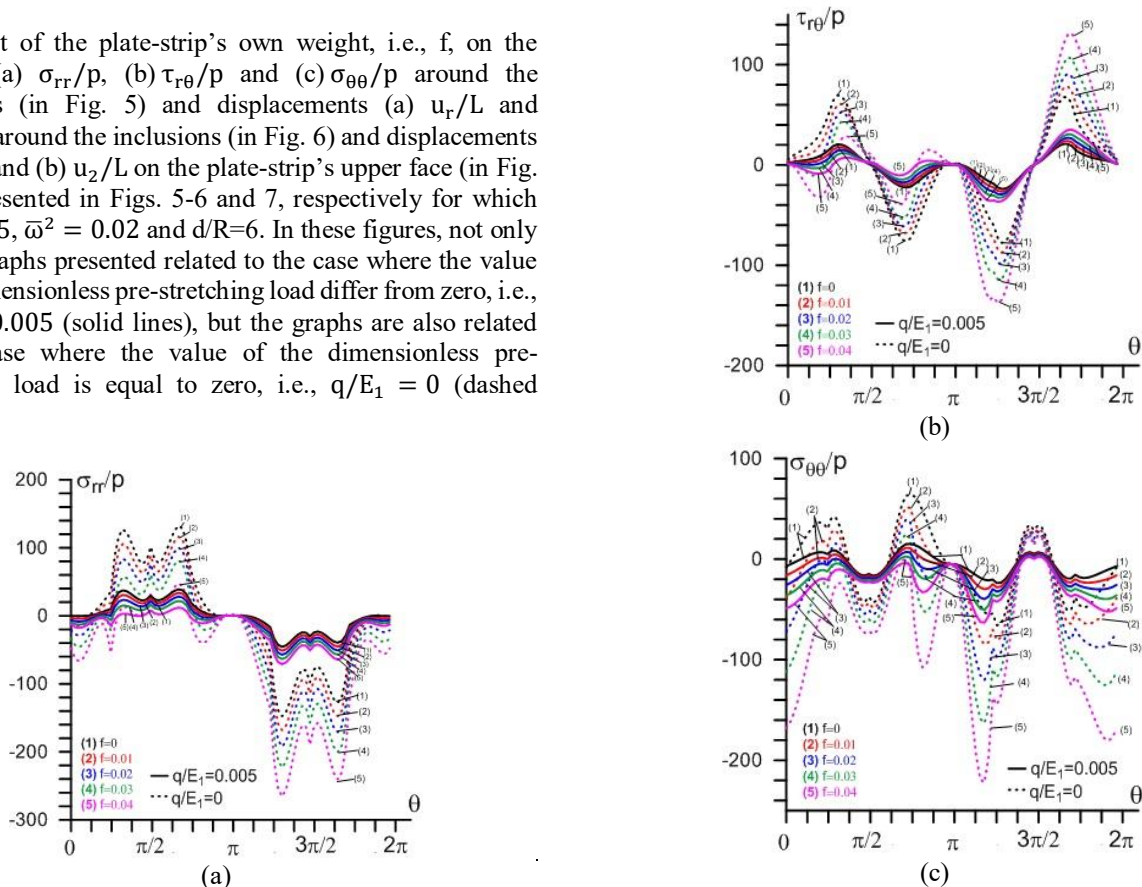 t of the plate-strip's own weight, i.e., f, on the
(a) σrr/p, (b) τrθ/p and (c) σθθ/p around the
s (in Fig. 5) and displacements (a) ur/L and
around the inclusions (in Fig. 6) and displacements
and (b) u2/L on the plate-strip's upper face (in Fig.
esented in Figs. 5-6 and 7, respectively for which
5, ω̅² = 0.02 and d/R=6. In these figures, not only
raphs presented related to the case where the value
mensionless pre-stretching load differ from zero, i.e.,
0.005 (solid lines), but the graphs are also related
ase where the value of the dimensionless pre-
load is equal to zero, i.e., q/E1 = 0 (dashed
200
σrr/p
100
0
-100
-200
-300
(1) f=0
(2) f=0.01
(3) f=0.02
(4) f=0.03
(5) f=0.04
q/E1=0.005
q/E1=0
θ
0
π/2
π
3π/2
2π
(a)
τrθ/p
100
0
-100
-200
(1) f=0
(2) f=0.01
(3) f=0.02
(4) f=0.03
(5) f=0.04
q/E1=0.005
q/E1=0
θ
0
π/2
π
3π/2
2π
(b)
100
σθθ/p
0
-100
-200
(1) f=0
(2) f=0.01
(3) f=0.02
(4) f=0.03
(5) f=0.04
q/E1=0.005
q/E1=0
θ
0
π/2
π
3π/2
2π
(c)